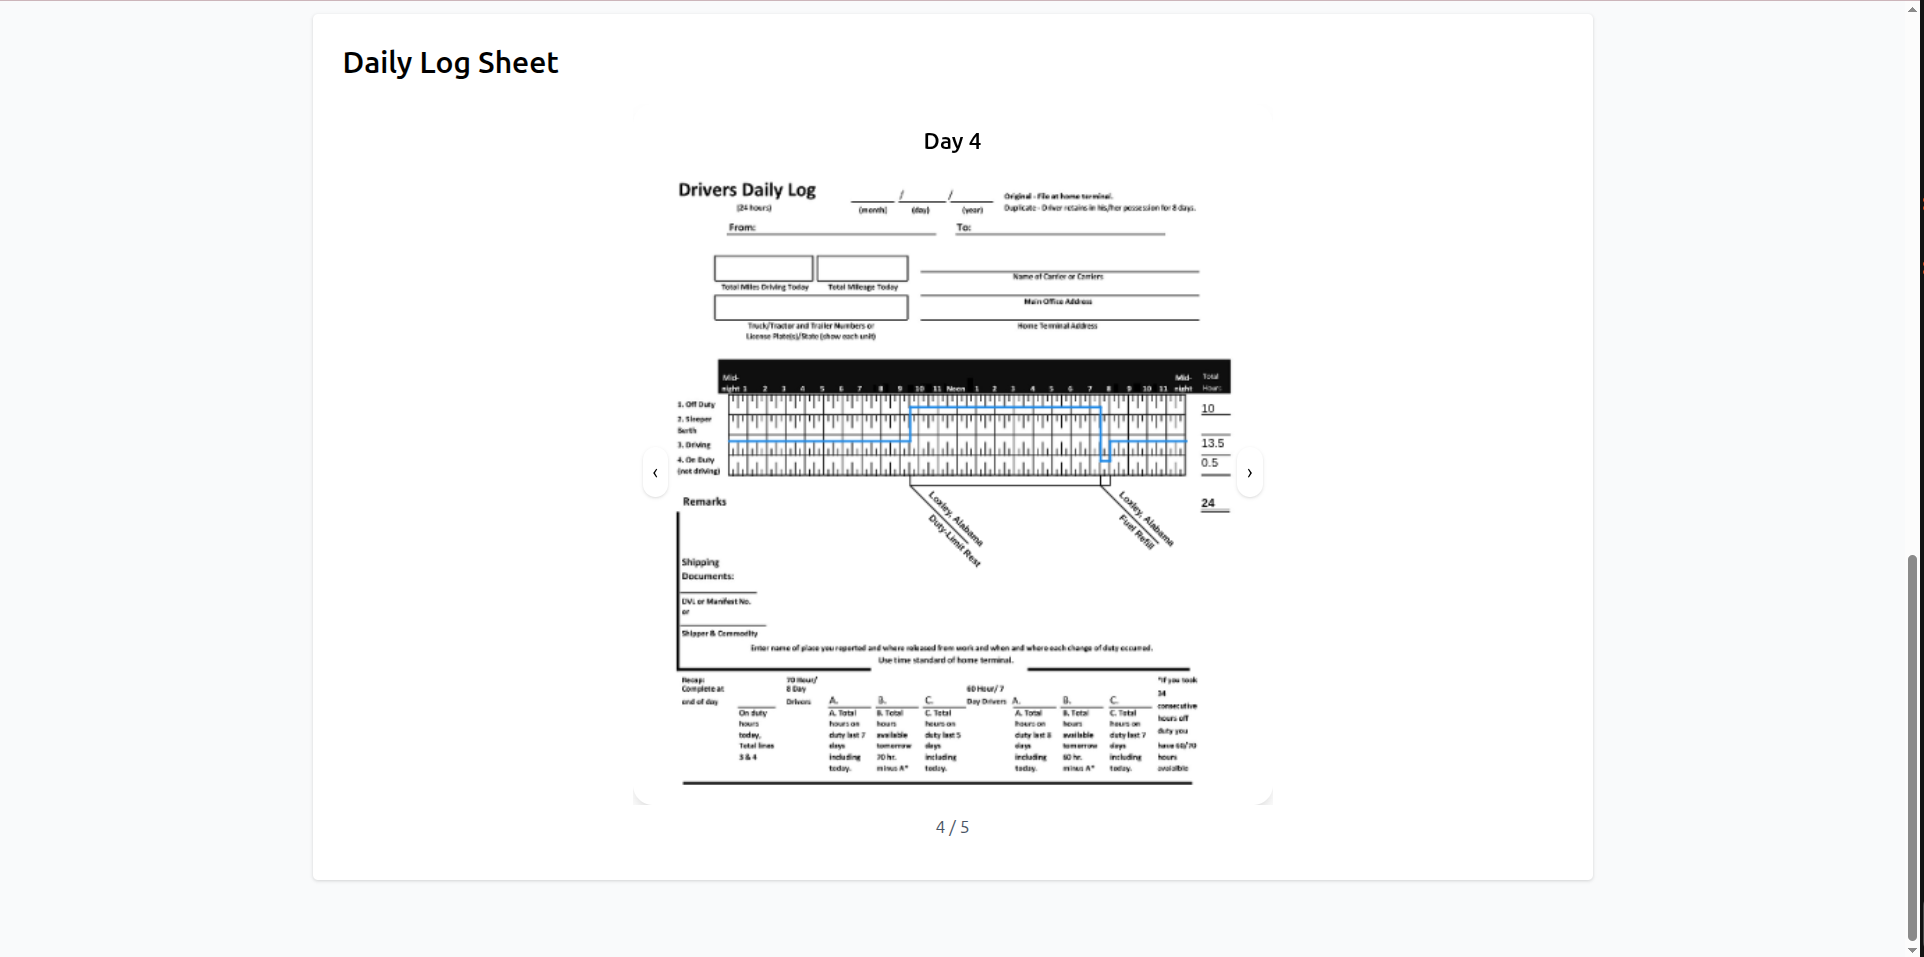 Daily Log Sheet
Day 4
Drivers Daily Log
(24 hours)
/ /
(month) (day) (year)
Original - File at home terminal.
Duplicate - Driver retains in his/her possession for 8 days.
From: To:
Name of Carrier or Carriers
Total Miles Driving Today Total Mileage Today
Main Office Address
Truck/Tractor and Trailer Numbers or
License Plate(s)/State (show each unit)
Home Terminal Address
Mid-
night 1 2 3 4 5 6 7 8 9 10 11 Noon 1 2 3 4 5 6 7 8 9 10 11 Mid-
night
Total
Hours
1. Off Duty 10
2. Sleeper
Berth
3. Driving 13.5
4. On Duty
(not driving) 0.5
Remarks 24
Loxley, Alabama
Duty-Limit Rest
Loxley, Alabama
Fuel Refill
Shipping
Documents:
DVL or Manifest No.
or
Shipper & Commodity
Enter name of place you reported and where released from work and when and where each change of duty occurred.
Use time standard of home terminal.
Recap:
Complete at
end of day
On duty
hours
today,
Total lines
3 & 4
70 Hour/
8 Day
Drivers
A.
A. Total
hours on
duty last 7
days
including
today.
B.
B. Total
hours
available
tomorrow
70 hr.
minus A*
C.
C. Total
hours on
duty last 5
days
including
today.
60 Hour/ 7
Day Drivers
A.
A. Total
hours on
duty last 8
days
including
today.
B.
B. Total
hours
available
tomorrow
60 hr.
minus A*
C.
C. Total
hours on
duty last 7
days
including
today.
*If you took
34
consecutive
hours off
duty you
have 60/70
hours
available
4 / 5